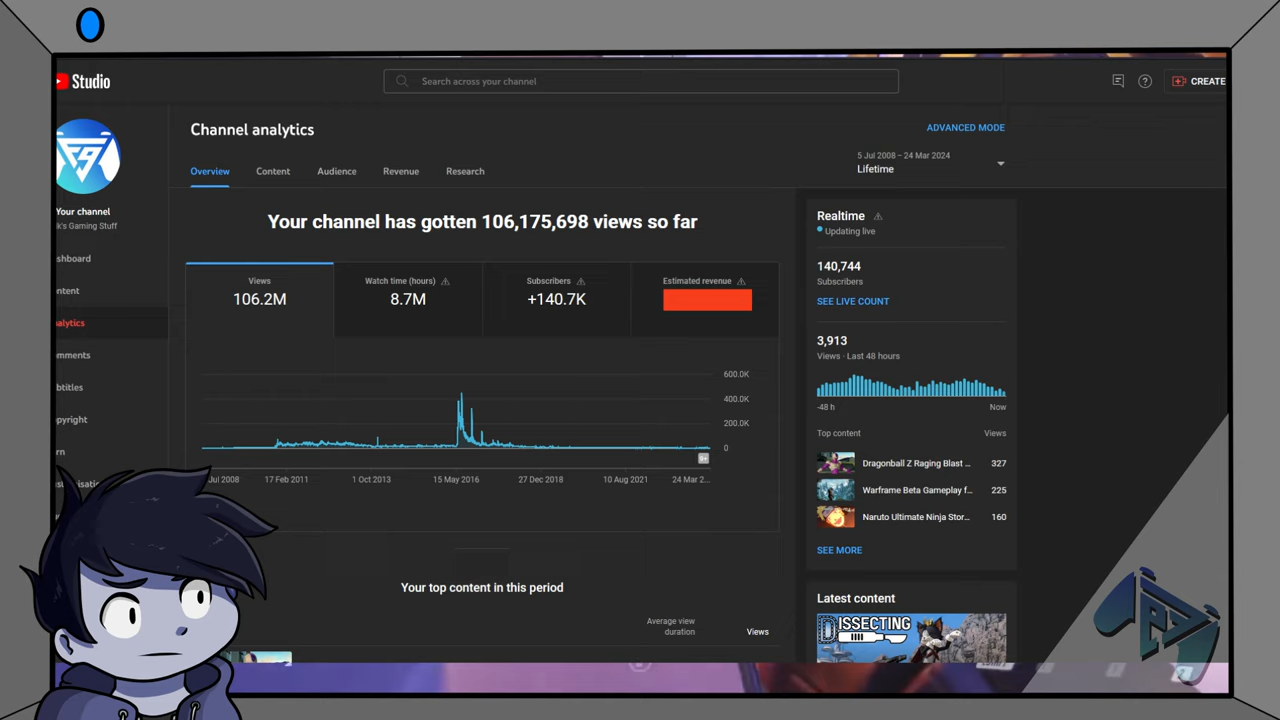 Studio
Search across your channel
CREATE
Channel analytics
ADVANCED MODE
5 Jul 2008 – 24 Mar 2024
Lifetime
Overview
Content
Audience
Revenue
Research
Your channel
k's Gaming Stuff
shboard
ntent
alytics
mments
btitles
pyright
rn
Your channel has gotten 106,175,698 views so far
Views
106.2M
Watch time (hours)
8.7M
Subscribers
+140.7K
Estimated revenue
600.0K
400.0K
200.0K
0
9+
Jul 2008
17 Feb 2011
1 Oct 2013
15 May 2016
27 Dec 2018
10 Aug 2021
24 Mar 2...
Your top content in this period
Average view
duration
Views
Realtime
Updating live
140,744
Subscribers
SEE LIVE COUNT
3,913
Views · Last 48 hours
-48 h
Now
Top content
Views
Dragonball Z Raging Blast ...
327
Warframe Beta Gameplay f...
225
Naruto Ultimate Ninja Stor...
160
SEE MORE
Latest content
DISSECTING